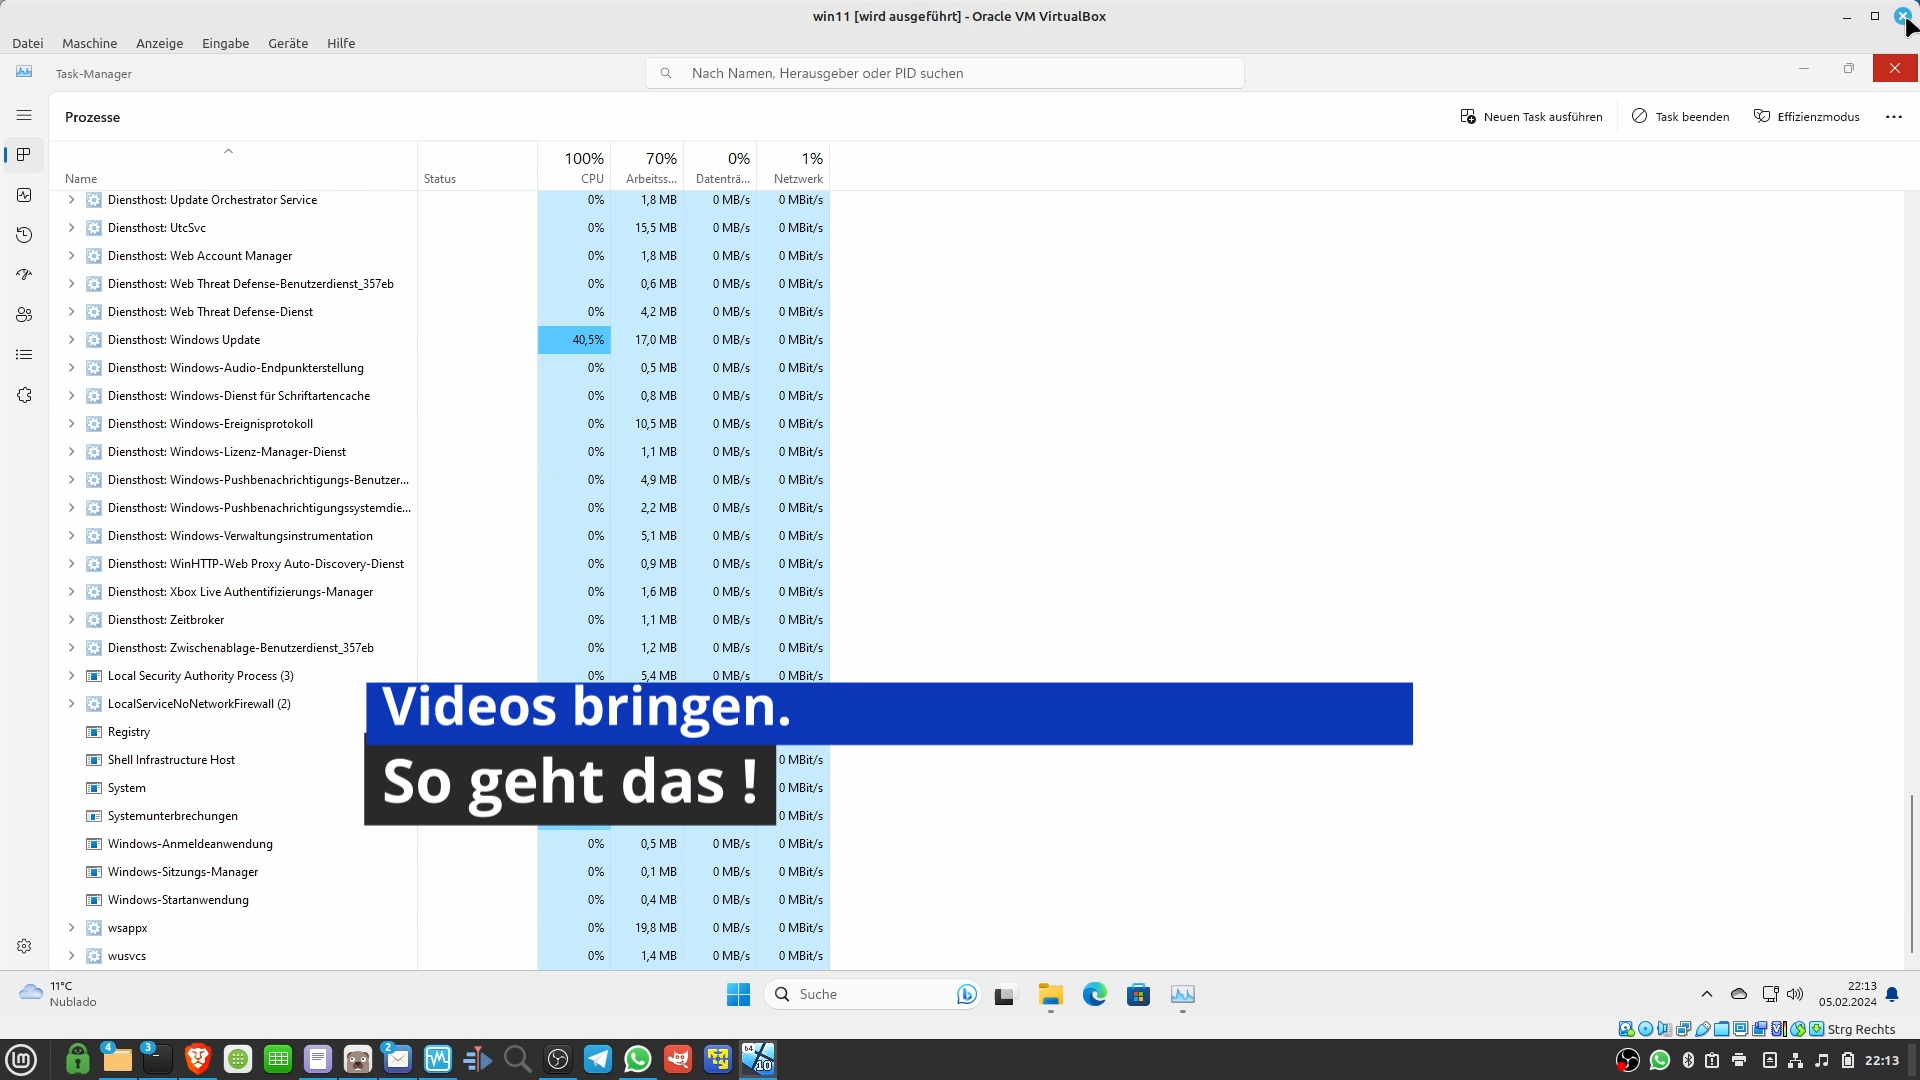 win11 [wird ausgeführt] - Oracle VM VirtualBox
Datei Maschine Anzeige Eingabe Geräte Hilfe
Task-Manager
Nach Namen, Herausgeber oder PID suchen
Prozesse
Neuen Task ausführen
Task beenden
Effizienzmodus
100% 70% 0% 1%
Name Status CPU Arbeitss... Datenträ... Netzwerk
Diensthost: Update Orchestrator Service 0% 1,8 MB 0 MB/s 0 MBit/s
Diensthost: UtcSvc 0% 15,5 MB 0 MB/s 0 MBit/s
Diensthost: Web Account Manager 0% 1,8 MB 0 MB/s 0 MBit/s
Diensthost: Web Threat Defense-Benutzerdienst_357eb 0% 0,6 MB 0 MB/s 0 MBit/s
Diensthost: Web Threat Defense-Dienst 0% 4,2 MB 0 MB/s 0 MBit/s
Diensthost: Windows Update 40,5% 17,0 MB 0 MB/s 0 MBit/s
Diensthost: Windows-Audio-Endpunkterstellung 0% 0,5 MB 0 MB/s 0 MBit/s
Diensthost: Windows-Dienst für Schriftartencache 0% 0,8 MB 0 MB/s 0 MBit/s
Diensthost: Windows-Ereignisprotokoll 0% 10,5 MB 0 MB/s 0 MBit/s
Diensthost: Windows-Lizenz-Manager-Dienst 0% 1,1 MB 0 MB/s 0 MBit/s
Diensthost: Windows-Pushbenachrichtigungs-Benutzer... 0% 4,9 MB 0 MB/s 0 MBit/s
Diensthost: Windows-Pushbenachrichtigungssystemdie... 0% 2,2 MB 0 MB/s 0 MBit/s
Diensthost: Windows-Verwaltungsinstrumentation 0% 5,1 MB 0 MB/s 0 MBit/s
Diensthost: WinHTTP-Web Proxy Auto-Discovery-Dienst 0% 0,9 MB 0 MB/s 0 MBit/s
Diensthost: Xbox Live Authentifizierungs-Manager 0% 1,6 MB 0 MB/s 0 MBit/s
Diensthost: Zeitbroker 0% 1,1 MB 0 MB/s 0 MBit/s
Diensthost: Zwischenablage-Benutzerdienst_357eb 0% 1,2 MB 0 MB/s 0 MBit/s
Local Security Authority Process (3) 0% 5,4 MB 0 MB/s 0 MBit/s
LocalServiceNoNetworkFirewall (2)
Videos bringen.
Registry
Shell Infrastructure Host 0 MBit/s
So geht das !
System 0 MBit/s
Systemunterbrechungen 0 MBit/s
Windows-Anmeldeanwendung 0% 0,5 MB 0 MB/s 0 MBit/s
Windows-Sitzungs-Manager 0% 0,1 MB 0 MB/s 0 MBit/s
Windows-Startanwendung 0% 0,4 MB 0 MB/s 0 MBit/s
wsappx 0% 19,8 MB 0 MB/s 0 MBit/s
wusvcs 0% 1,4 MB 0 MB/s 0 MBit/s
11°C
Nublado
Suche
22:13
05.02.2024
Strg Rechts
4 3 2
64
10
22:13